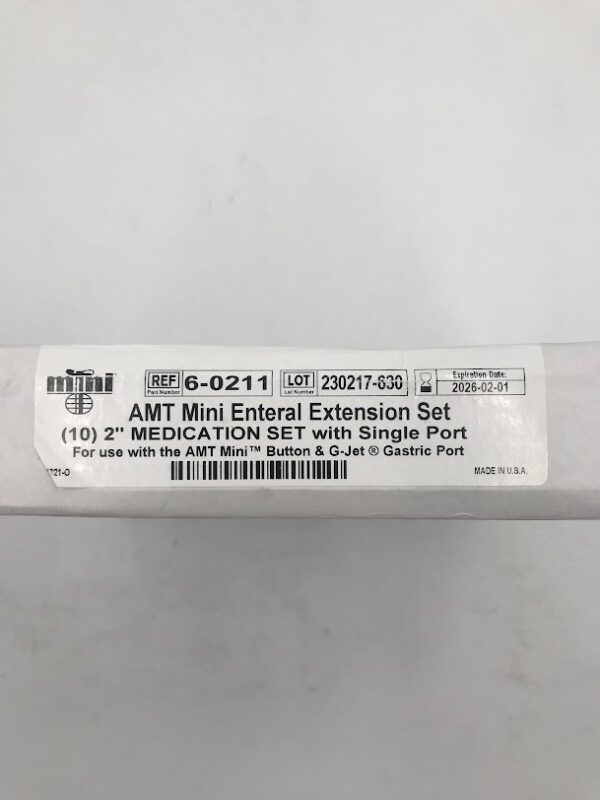 mini
REF 6-0211 LOT 230217-630 Expiration Date:
Part Number Lot Number 2026-02-01
AMT Mini Enteral Extension Set
(10) 2" MEDICATION SET with Single Port
For use with the AMT Mini™ Button & G-Jet ® Gastric Port
MADE IN U.S.A.